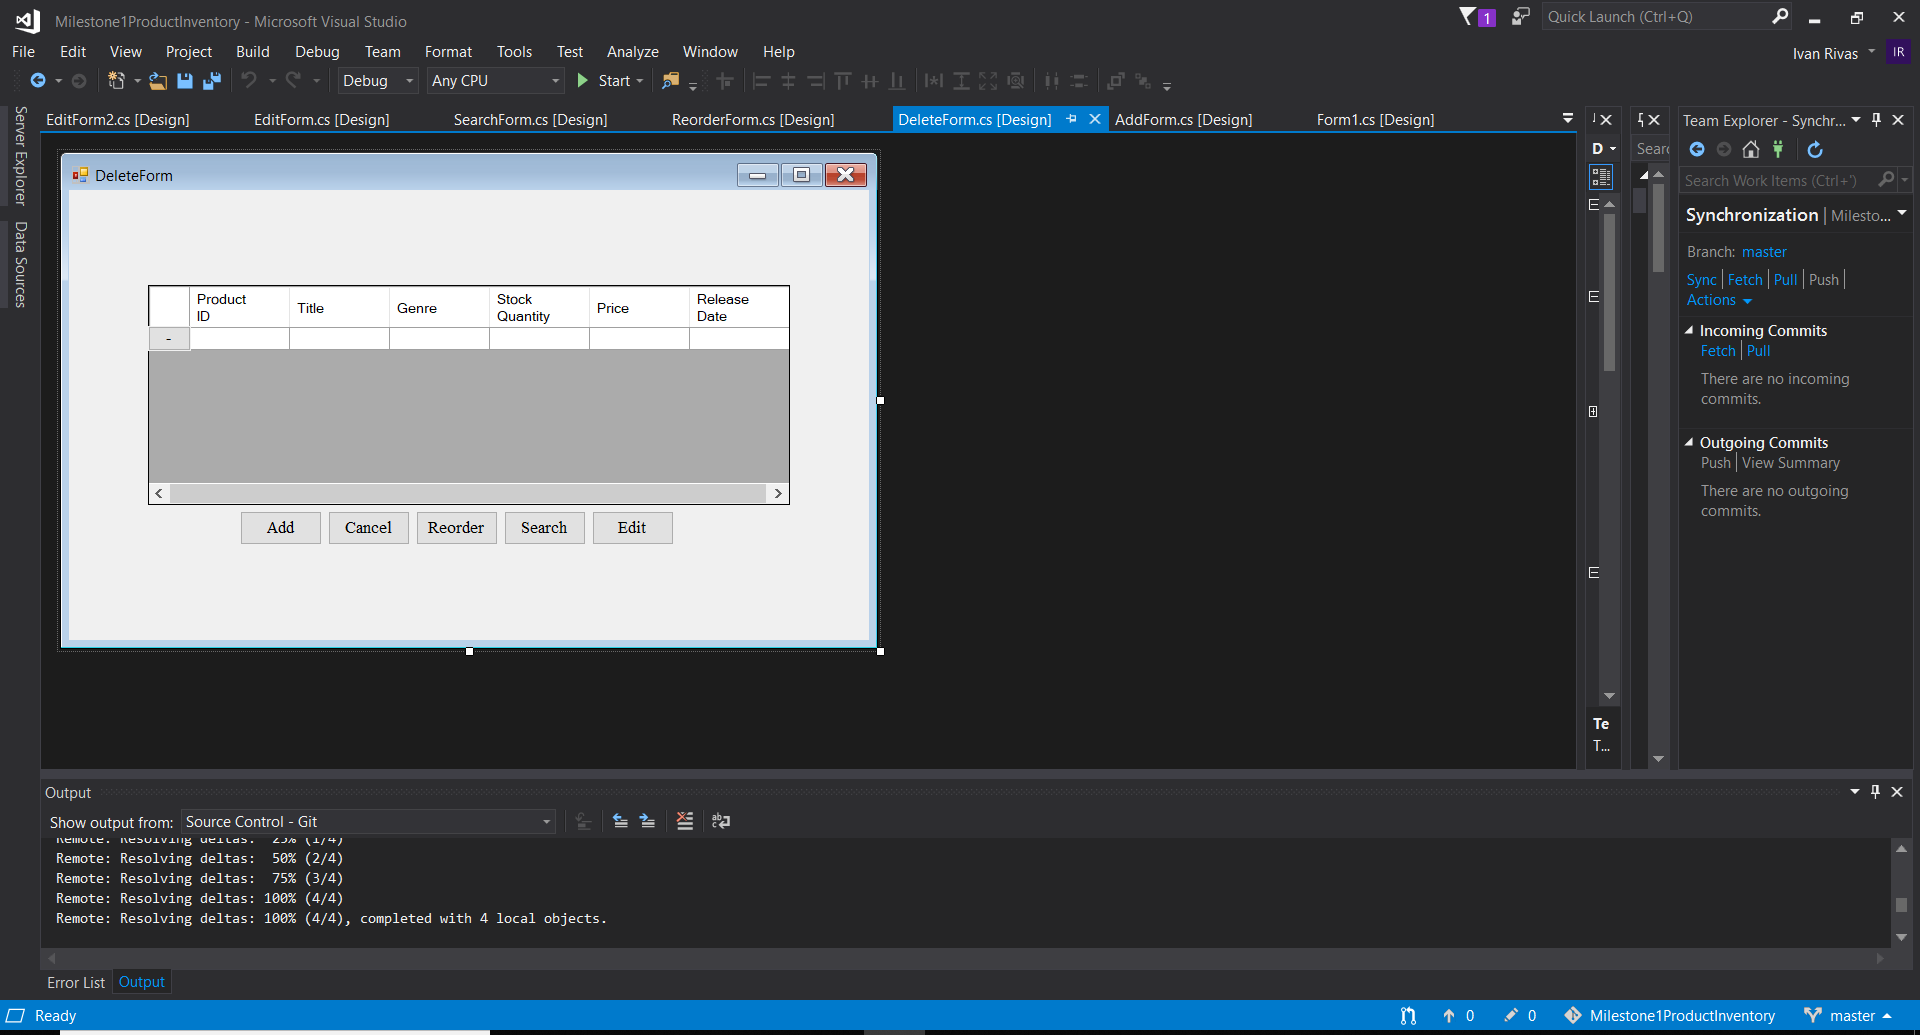 Milestone1ProductInventory - Microsoft Visual Studio
1
Quick Launch (Ctrl+Q)
File Edit View Project Build Debug Team Format Tools Test Analyze Window Help
Ivan Rivas IR
Debug Any CPU Start
Server Explorer
Data Sources
EditForm2.cs [Design] EditForm.cs [Design] SearchForm.cs [Design] ReorderForm.cs [Design] DeleteForm.cs [Design] AddForm.cs [Design] Form1.cs [Design]
DeleteForm
Product ID Title Genre Stock Quantity Price Release Date
-
Add Cancel Reorder Search Edit
D
Te
T...
Sear
Team Explorer - Synchr...
Search Work Items (Ctrl+')
Synchronization | Milesto...
Branch: master
Sync | Fetch | Pull | Push |
Actions
Incoming Commits
Fetch | Pull
There are no incoming
commits.
Outgoing Commits
Push | View Summary
There are no outgoing
commits.
Output
Show output from: Source Control - Git
Remote: Resolving deltas: 25% (1/4)
Remote: Resolving deltas: 50% (2/4)
Remote: Resolving deltas: 75% (3/4)
Remote: Resolving deltas: 100% (4/4)
Remote: Resolving deltas: 100% (4/4), completed with 4 local objects.
Error List Output
Ready
0 0 Milestone1ProductInventory master